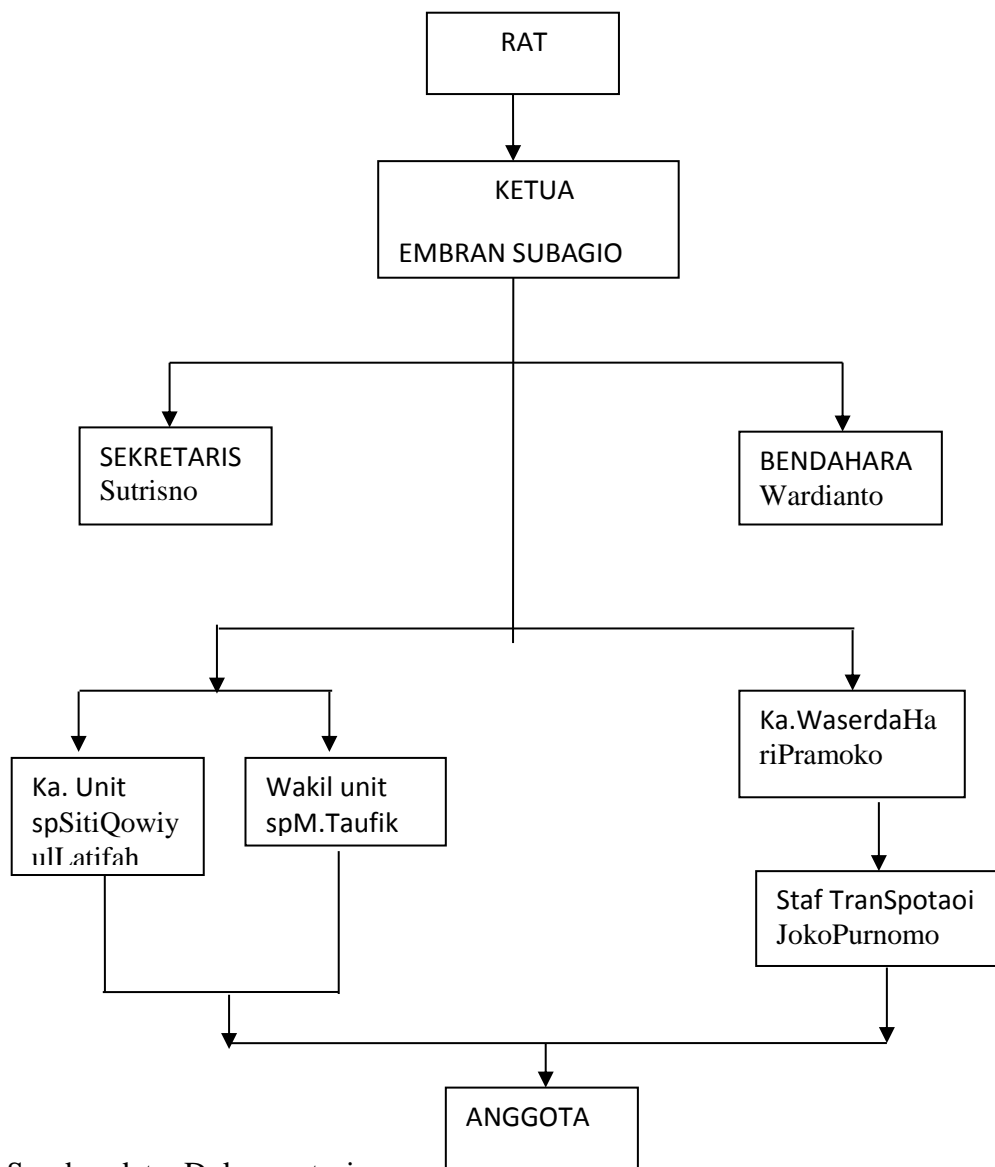 RAT
KETUA
EMBRAN SUBAGIO
SEKRETARIS
Sutrisno
BENDAHARA
Wardianto
Ka.WaserdaHa
riPramoko
Ka. Unit
spSitiQowiy
ulLatifah
Wakil unit
spM.Taufik
Staf TranSpotaoi
JokoPurnomo
ANGGOTA